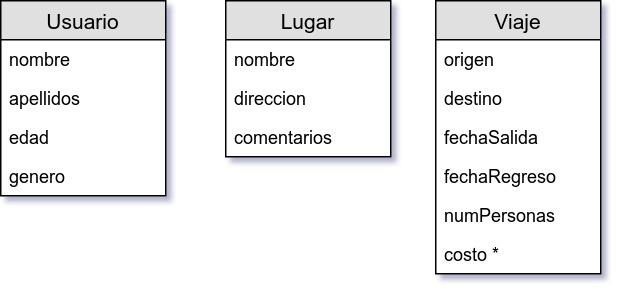 Usuario
nombre
apellidos
edad
genero
Lugar
nombre
direccion
comentarios
Viaje
origen
destino
fechaSalida
fechaRegreso
numPersonas
costo *